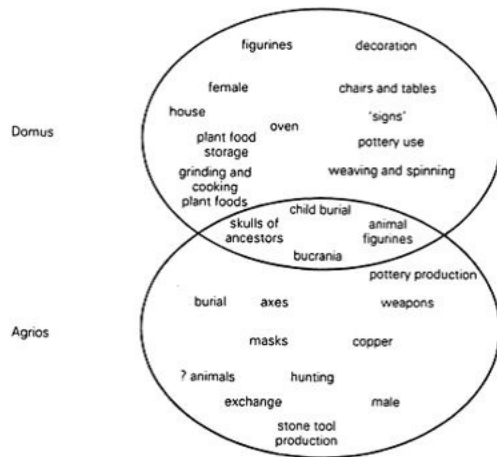 figurines
decoration
female
chairs and tables
house
'signs'
oven
Domus
plant food
storage
pottery use
grinding and
cooking
plant foods
weaving and spinning
child burial
skulls of
ancestors
animal
figurines
bucrania
pottery production
burial
axes
weapons
Agrios
masks
copper
? animals
hunting
exchange
male
stone tool
production